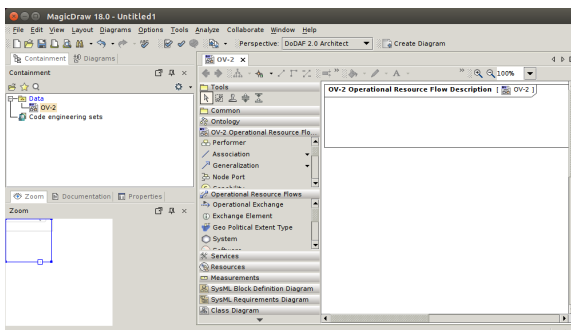 MagicDraw 18.0 - Untitled1
File Edit View Layout Diagrams Options Tools Analyze Collaborate Window Help
Perspective: DoDAF 2.0 Architect Create Diagram
Containment Diagrams
OV-2
Containment
100%
Data
OV-2
Code engineering sets
Zoom Documentation Properties
Zoom
Tools
Common
Ontology
OV-2 Operational Resource Flo...
Performer
Association
Generalization
Node Port
Operational Resource Flows
Operational Exchange
Exchange Element
Geo Political Extent Type
System
Services
Resources
Measurements
SysML Block Definition Diagram
SysML Requirements Diagram
Class Diagram
OV-2 Operational Resource Flow Description [ OV-2 ]